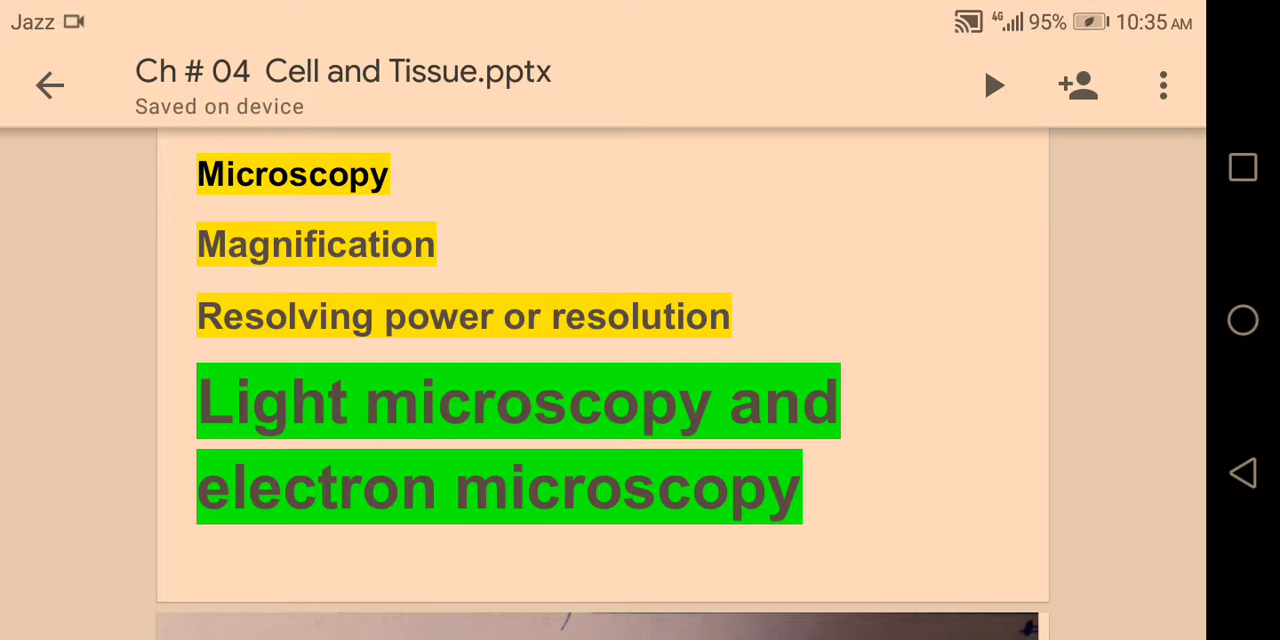 Jazz
4G 95% 10:35 AM
Ch # 04 Cell and Tissue.pptx
Saved on device
Microscopy
Magnification
Resolving power or resolution
Light microscopy and
electron microscopy